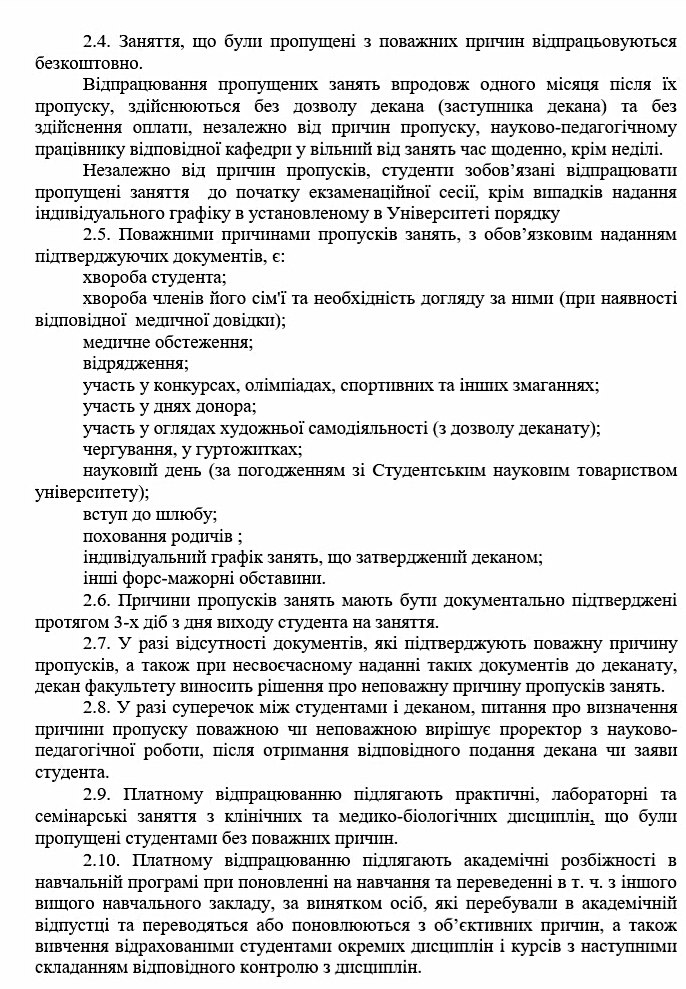 2.4. Заняття, що були пропущені з поважних причин відпрацьовуються
безкоштовно.
Відпрацювання пропущених занять впродовж одного місяця після їх
пропуску, здійснюються без дозволу декана (заступника декана) та без
здійснення оплати, незалежно від причин пропуску, науково-педагогічному
працівнику відповідної кафедри у вільний від занять час щоденно, крім неділі.
Незалежно від причин пропусків, студенти зобов’язані відпрацювати
пропущені заняття до початку екзаменаційної сесії, крім випадків надання
індивідуального графіку в установленому в Університеті порядку
2.5. Поважними причинами пропусків занять, з обов’язковим наданням
підтверджуючих документів, є:
хвороба студента;
хвороба членів його сім'ї та необхідність догляду за ними (при наявності
відповідної медичної довідки);
медичне обстеження;
відрядження;
участь у конкурсах, олімпіадах, спортивних та інших змаганнях;
участь у днях донора;
участь у оглядах художньої самодіяльності (з дозволу деканату);
чергування, у гуртожитках;
науковий день (за погодженням зі Студентським науковим товариством
університету);
вступ до шлюбу;
поховання родичів ;
індивідуальний графік занять, що затверджений деканом;
інші форс-мажорні обставини.
2.6. Причини пропусків занять мають бути документально підтверджені
протягом 3-х діб з дня виходу студента на заняття.
2.7. У разі відсутності документів, які підтверджують поважну причину
пропусків, а також при несвоєчасному наданні таких документів до деканату,
декан факультету виносить рішення про неповажну причину пропусків занять.
2.8. У разі суперечок між студентами і деканом, питання про визначення
причини пропуску поважною чи неповажною вирішує проректор з науково-
педагогічної роботи, після отримання відповідного подання декана чи заяви
студента.
2.9. Платному відпрацюванню підлягають практичні, лабораторні та
семінарські заняття з клінічних та медико-біологічних дисциплін, що були
пропущені студентами без поважних причин.
2.10. Платному відпрацюванню підлягають академічні розбіжності в
навчальній програмі при поновленні на навчання та переведенні в т. ч. з іншого
вищого навчального закладу, за винятком осіб, які перебували в академічній
відпустці та переводяться або поновлюються з об’єктивних причин, а також
вивчення відрахованими студентами окремих дисциплін і курсів з наступними
складанням відповідного контролю з дисциплін.